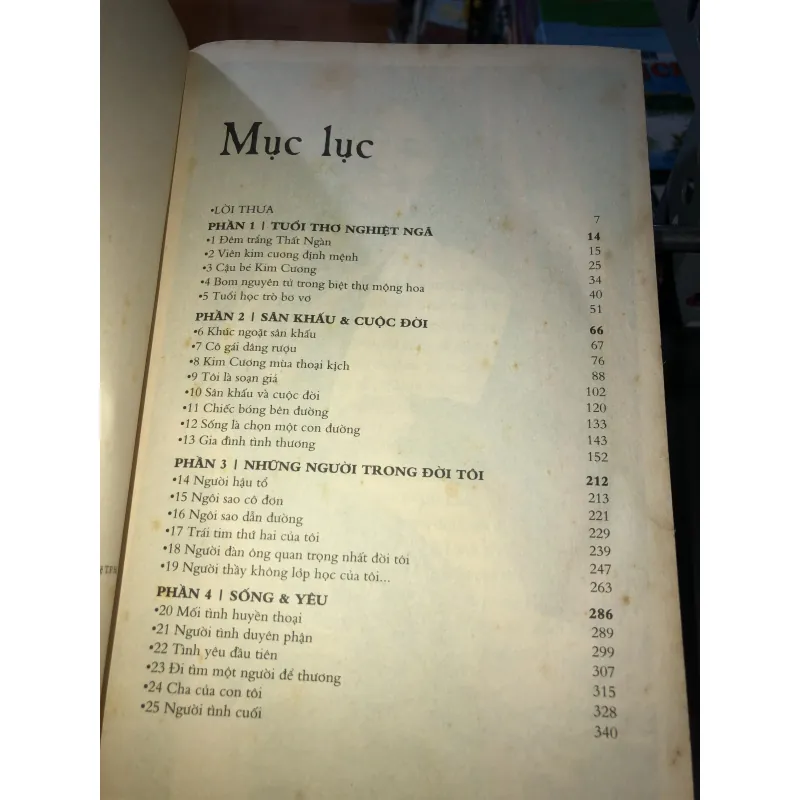 Mục lục
•LỜI THƯA 7
PHẦN 1 | TUỔI THƠ NGHIỆT NGÃ 14
•1 Đêm trắng Thất Ngàn 15
•2 Viên kim cương định mệnh 25
•3 Cậu bé Kim Cương 34
•4 Bom nguyên tử trong biệt thự mộng hoa 40
•5 Tuổi học trò bơ vơ 51
PHẦN 2 | SÂN KHẤU & CUỘC ĐỜI 66
•6 Khúc ngoặt sân khấu 67
•7 Cô gái dâng rượu 76
•8 Kim Cương mùa thoại kịch 88
•9 Tôi là soạn giả 102
•10 Sân khấu và cuộc đời 120
•11 Chiếc bóng bên đường 133
•12 Sống là chọn một con đường 143
•13 Gia đình tình thương 152
PHẦN 3 | NHỮNG NGƯỜI TRONG ĐỜI TÔI 212
•14 Người hậu tổ 213
•15 Ngôi sao cô đơn 221
•16 Ngôi sao dẫn đường 229
•17 Trái tim thứ hai của tôi 239
•18 Người đàn ông quan trọng nhất đời tôi 247
•19 Người thầy không lớp học của tôi... 263
PHẦN 4 | SỐNG & YÊU 286
•20 Mối tình huyền thoại 289
•21 Người tình duyên phận 299
•22 Tình yêu đầu tiên 307
•23 Đi tìm một người để thương 315
•24 Cha của con tôi 328
•25 Người tình cuối 340